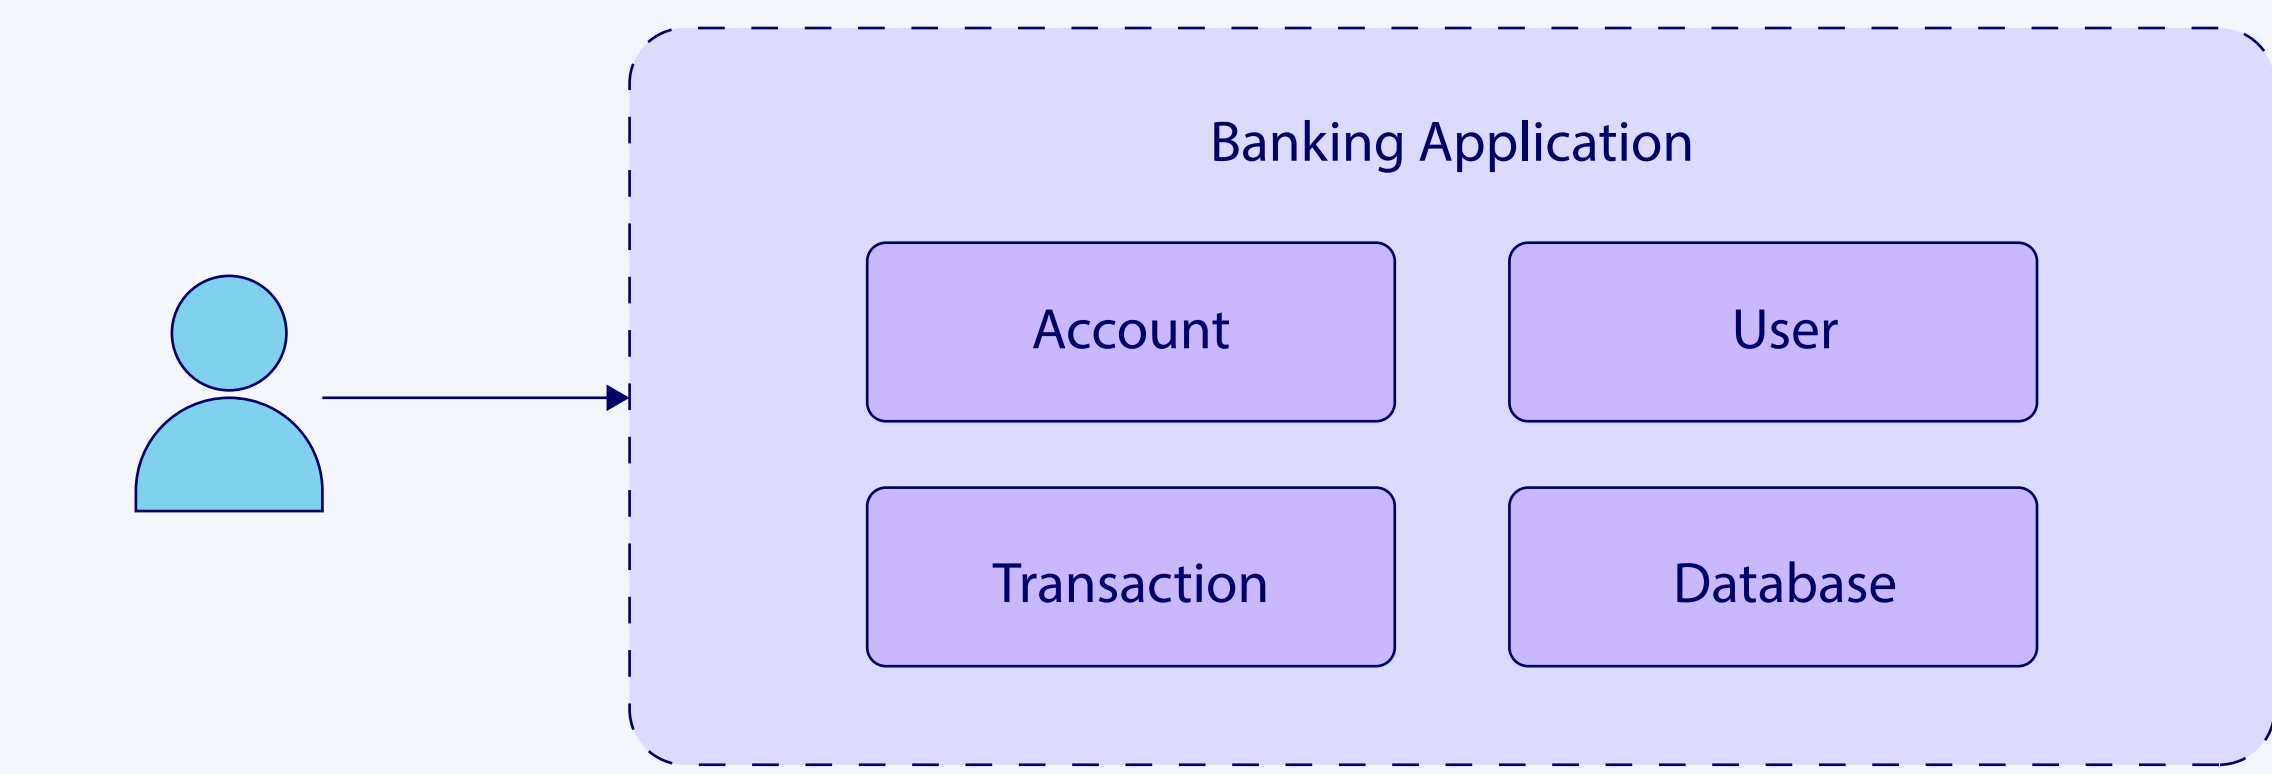 Banking Application
Account
User
Transaction
Database